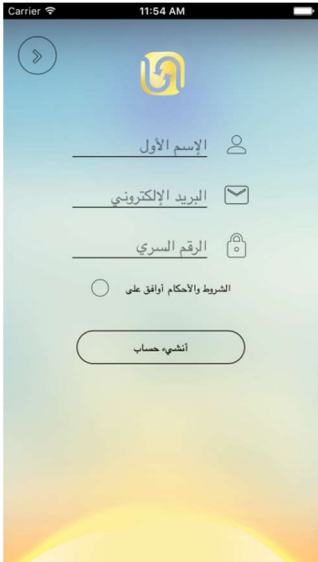 Carrier 11:54 AM
الإسم الأول
البريد الإلكتروني
الرقم السري
الشروط والأحكام أوافق على
أنشيء حساب